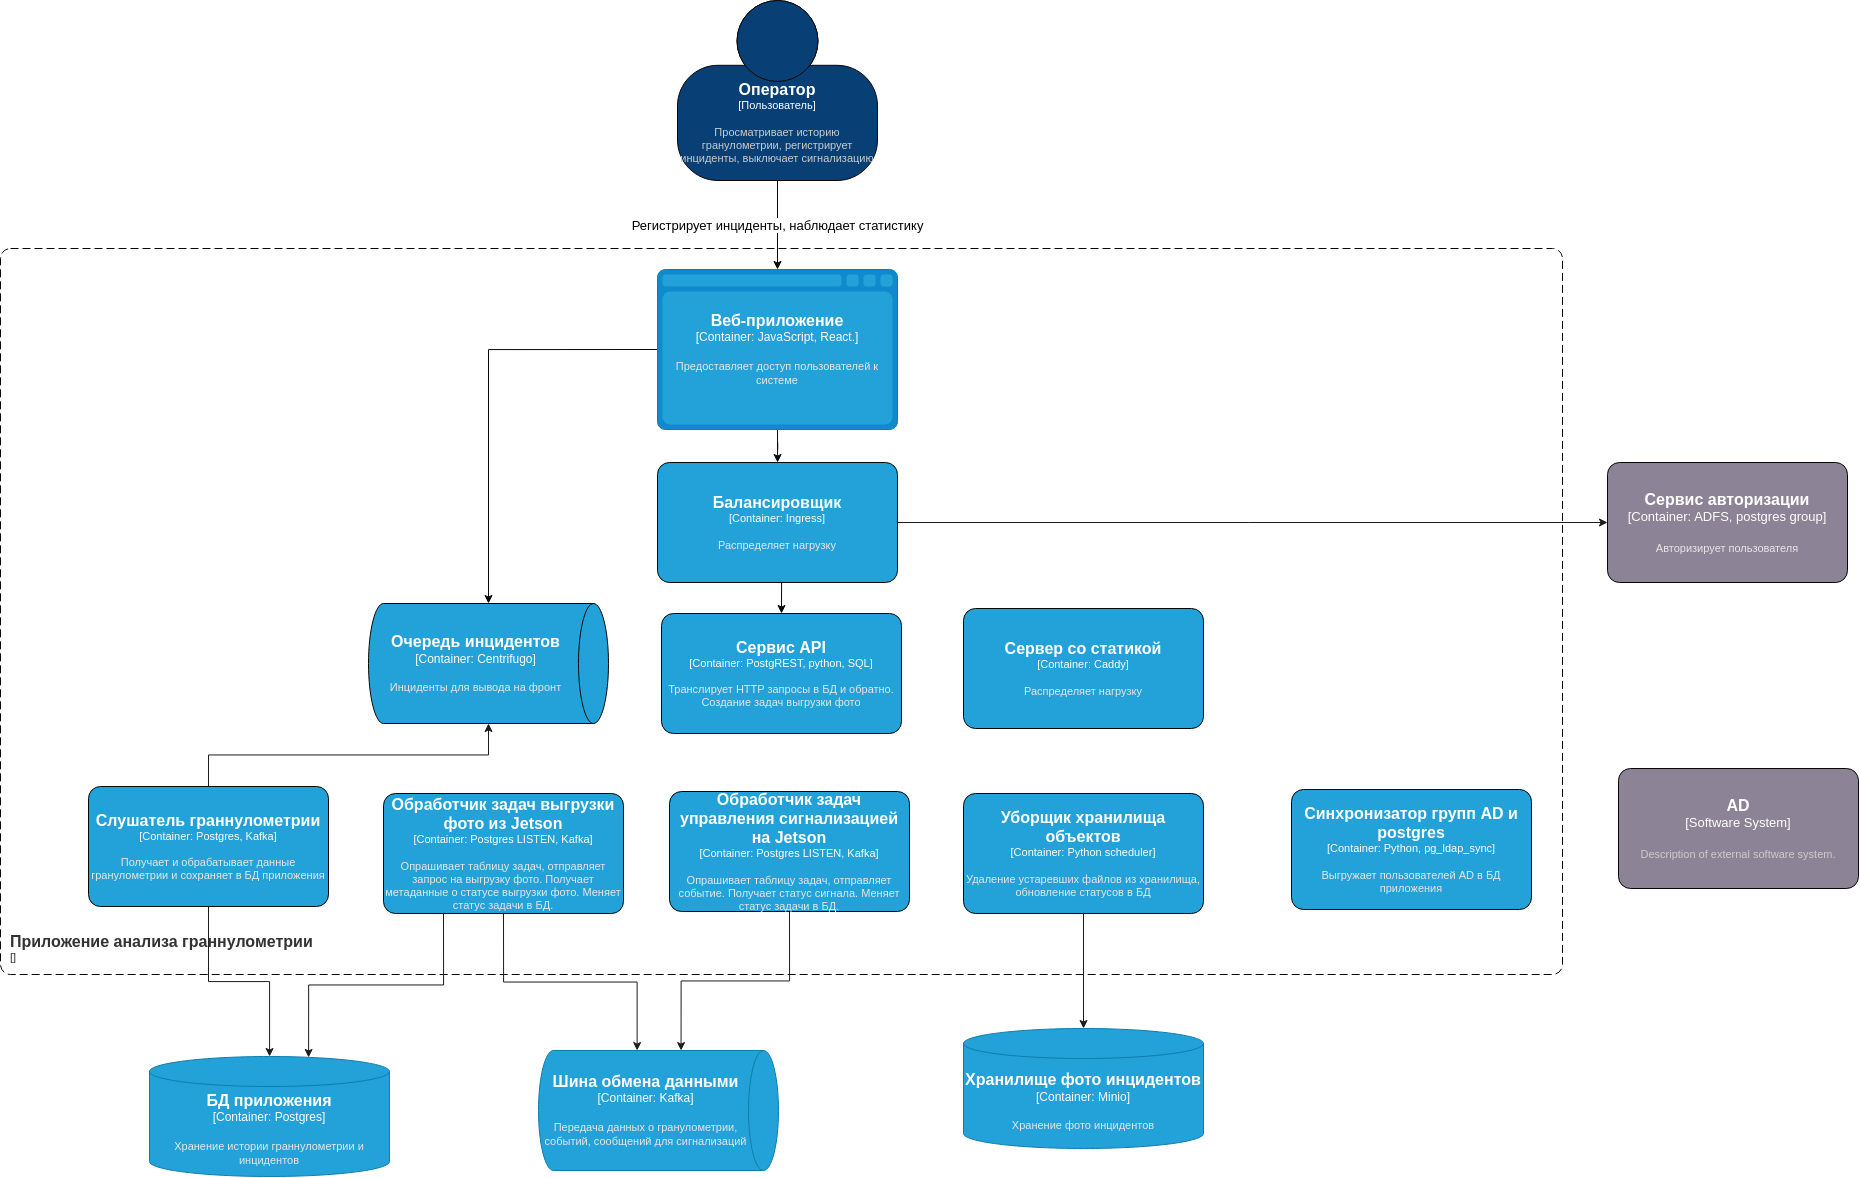 Оператор
[Пользователь]
Просматривает историю
гранулометрии, регистрирует
инциденты, выключает сигнализацию
Регистрирует инциденты, наблюдает статистику
Веб-приложение
[Container: JavaScript, React.]
Предоставляет доступ пользователей к
системе
Балансировщик
[Container: Ingress]
Распределяет нагрузку
Сервис авторизации
[Container: ADFS, postgres group]
Авторизирует пользователя
Очередь инцидентов
[Container: Centrifugo]
Инциденты для вывода на фронт
Сервис API
[Container: PostgREST, python, SQL]
Транслирует HTTP запросы в БД и обратно.
Создание задач выгрузки фото
Сервер со статикой
[Container: Caddy]
Распределяет нагрузку
Слушатель граннулометрии
[Container: Postgres, Kafka]
Получает и обрабатывает данные
гранулометрии и сохраняет в БД приложения
Обработчик задач выгрузки
фото из Jetson
[Container: Postgres LISTEN, Kafka]
Опрашивает таблицу задач, отправляет
запрос на выгрузку фото. Получает
метаданные о статусе выгрузки фото. Меняет
статус задачи в БД.
Обработчик задач
управления сигнализацией
на Jetson
[Container: Postgres LISTEN, Kafka]
Опрашивает таблицу задач, отправляет
событие. Получает статус сигнала. Меняет
статус задачи в БД.
Уборщик хранилища
объектов
[Container: Python scheduler]
Удаление устаревших файлов из хранилища,
обновление статусов в БД
Синхронизатор групп AD и
postgres
[Container: Python, pg_ldap_sync]
Выгружает пользователей AD в БД
приложения
AD
[Software System]
Description of external software system.
Приложение анализа граннулометрии
[]
БД приложения
[Container: Postgres]
Хранение истории граннулометрии и
инцидентов
Шина обмена данными
[Container: Kafka]
Передача данных о гранулометрии,
событий, сообщений для сигнализаций
Хранилище фото инцидентов
[Container: Minio]
Хранение фото инцидентов